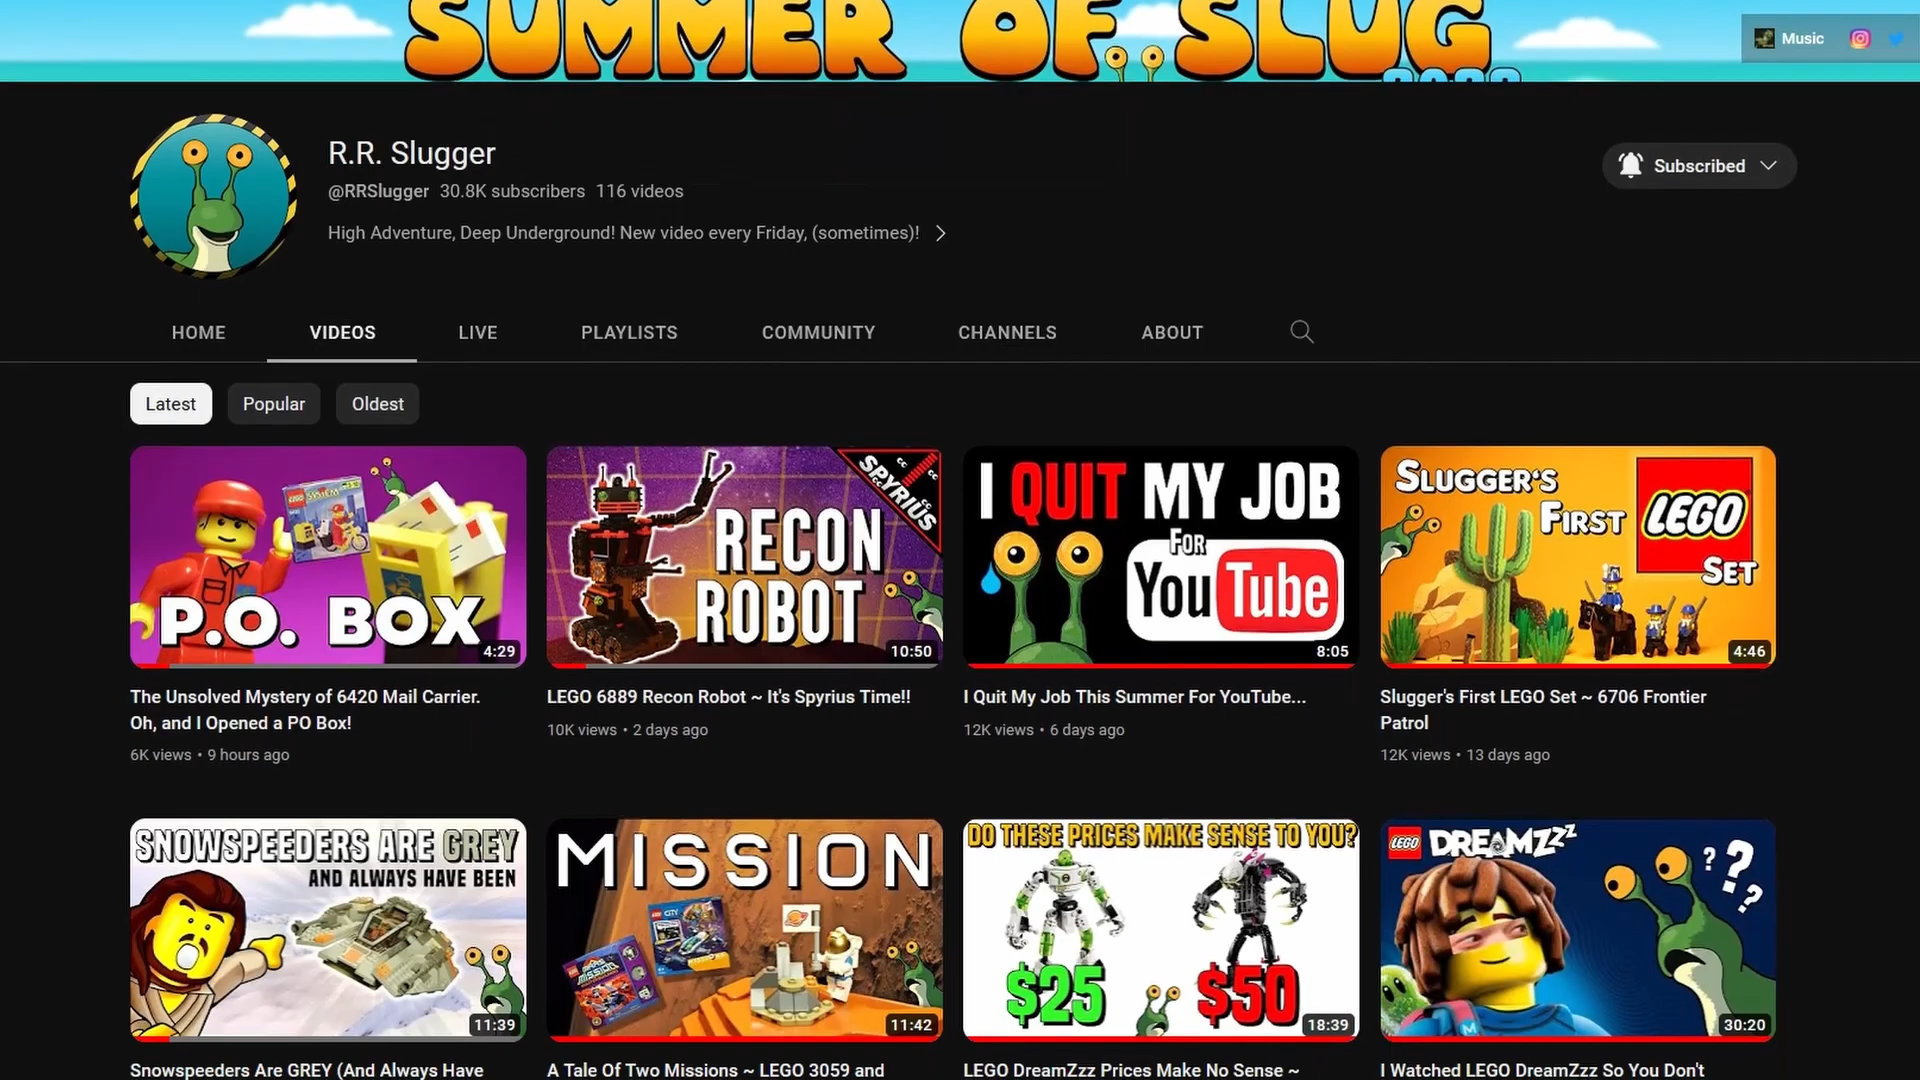 SUMMER OF SLUG
Music
R.R. Slugger
@RRSlugger 30.8K subscribers 116 videos
High Adventure, Deep Underground! New video every Friday, (sometimes)!
Subscribed
HOME
VIDEOS
LIVE
PLAYLISTS
COMMUNITY
CHANNELS
ABOUT
Latest
Popular
Oldest
LEGO SYSTEM
P.O. BOX
4:29
The Unsolved Mystery of 6420 Mail Carrier.
Oh, and I Opened a PO Box!
6K views • 9 hours ago
SPYRIUS
RECON
ROBOT
10:50
LEGO 6889 Recon Robot ~ It's Spyrius Time!!
10K views • 2 days ago
I QUIT MY JOB
FOR
YouTube
8:05
I Quit My Job This Summer For YouTube...
12K views • 6 days ago
SLUGGER'S
FIRST
LEGO
SET
4:46
Slugger's First LEGO Set ~ 6706 Frontier
Patrol
12K views • 13 days ago
SNOWSPEEDERS ARE GREY
AND ALWAYS HAVE BEEN
11:39
Snowspeeders Are GREY (And Always Have
MISSION
CITY
MISSION
11:42
A Tale Of Two Missions ~ LEGO 3059 and
DO THESE PRICES MAKE SENSE TO YOU?
$25
$50
18:39
LEGO DreamZzz Prices Make No Sense ~
LEGO
DREAMZzz
? ? ?
M
30:20
I Watched LEGO DreamZzz So You Don't